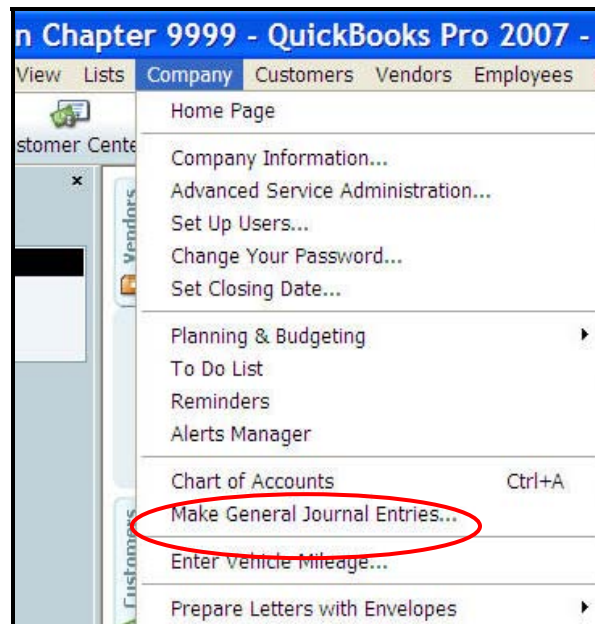 n Chapter 9999 - QuickBooks Pro 2007 -
View Lists Company Customers Vendors Employees
stomer Cente
Home Page
Company Information...
Advanced Service Administration...
Set Up Users...
Change Your Password...
Set Closing Date...
Planning & Budgeting
To Do List
Reminders
Alerts Manager
Chart of Accounts Ctrl+A
Make General Journal Entries...
Enter Vehicle Mileage...
Prepare Letters with Envelopes
Vendors
Customers